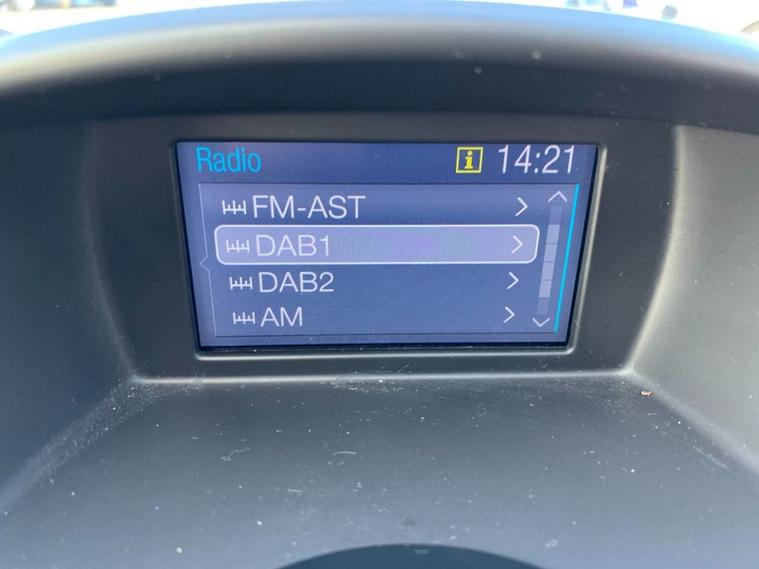 Radio i 14:21
FM-AST
DAB1
DAB2
AM